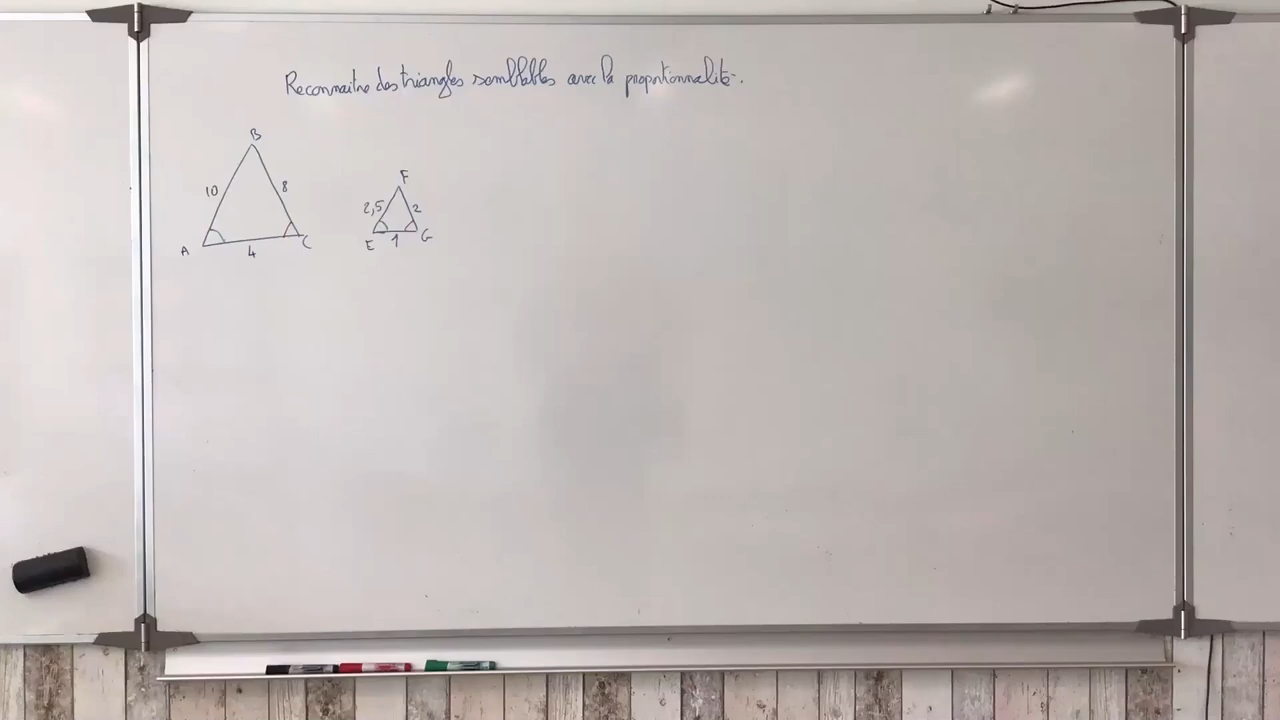 Reconnaitre des triangles semblables avec la proportionnalité.
B
10 8
A C
4
F
2,5 2
E G
1